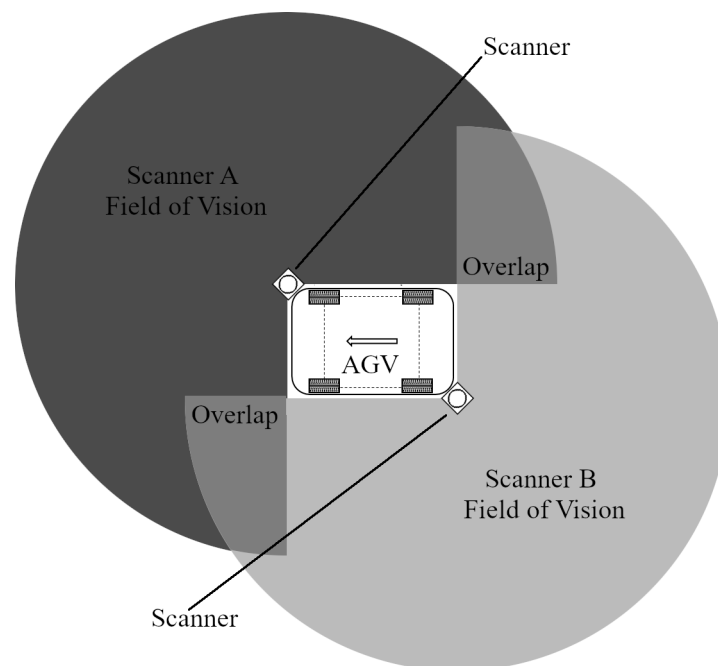 Scanner
Scanner A
Field of Vision
Overlap
AGV
Overlap
Scanner B
Field of Vision
Scanner